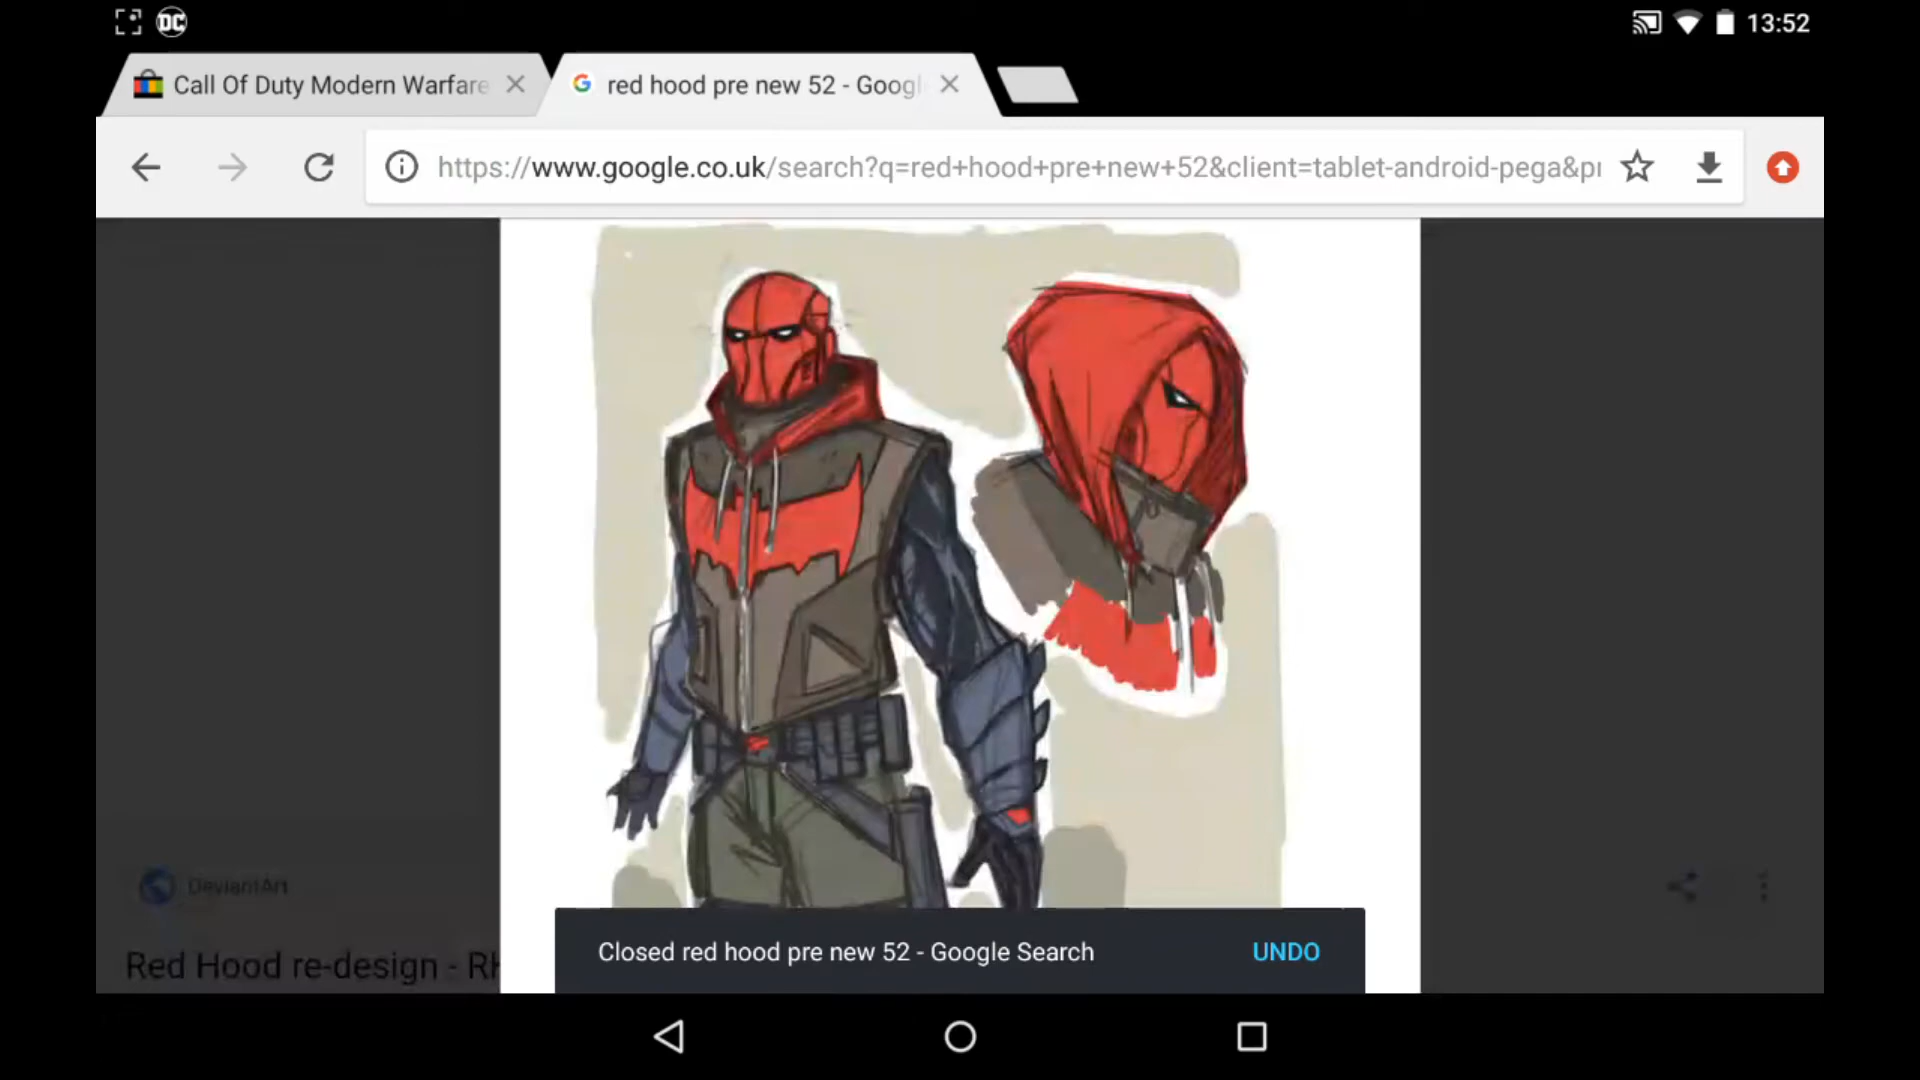 DC
13:52
Call Of Duty Modern Warfare
red hood pre new 52 - Googl
https://www.google.co.uk/search?q=red+hood+pre+new+52&client=tablet-android-pega&pr
DeviantArt
Red Hood re-design - RH
Closed red hood pre new 52 - Google Search
UNDO